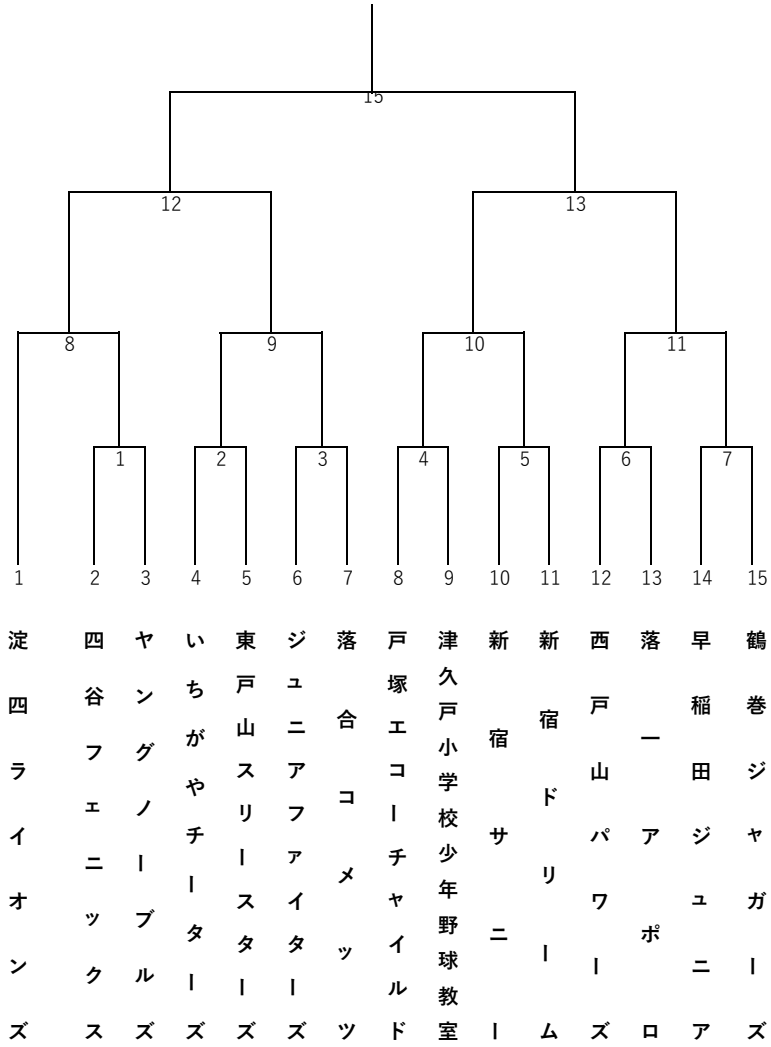 15
12
13
8
9
10
11
1
2
3
4
5
6
7
1
2
3
4
5
6
7
8
9
10
11
12
13
14
15
淀四ライオンズ
四谷フェニックス
ヤングノーブルズ
いちがやチーターズ
東戸山スリースターズ
ジュニアファイターズ
落合コメッツ
戸塚エコーチャイルド
津久戸小学校少年野球教室
新宿サニー
新宿ドリーム
西戸山パワーズ
落一アポロ
早稲田ジュニア
鶴巻ジャガーズ